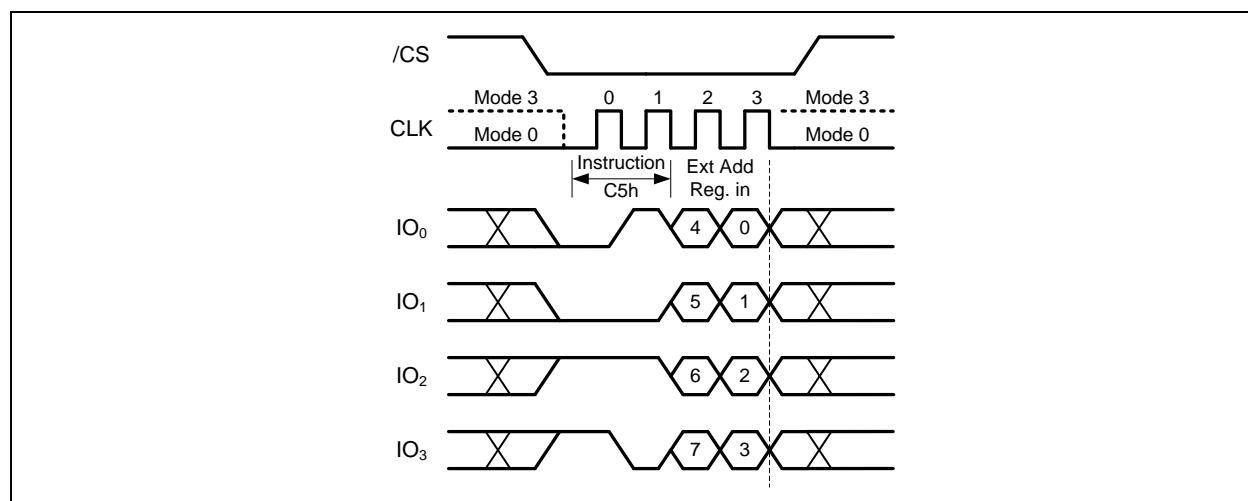 /CS
Mode 3 0 1 2 3 Mode 3
CLK
Mode 0 Mode 0
Instruction Ext Add
C5h Reg. in
IO₀ 4 0
IO₁ 5 1
IO₂ 6 2
IO₃ 7 3